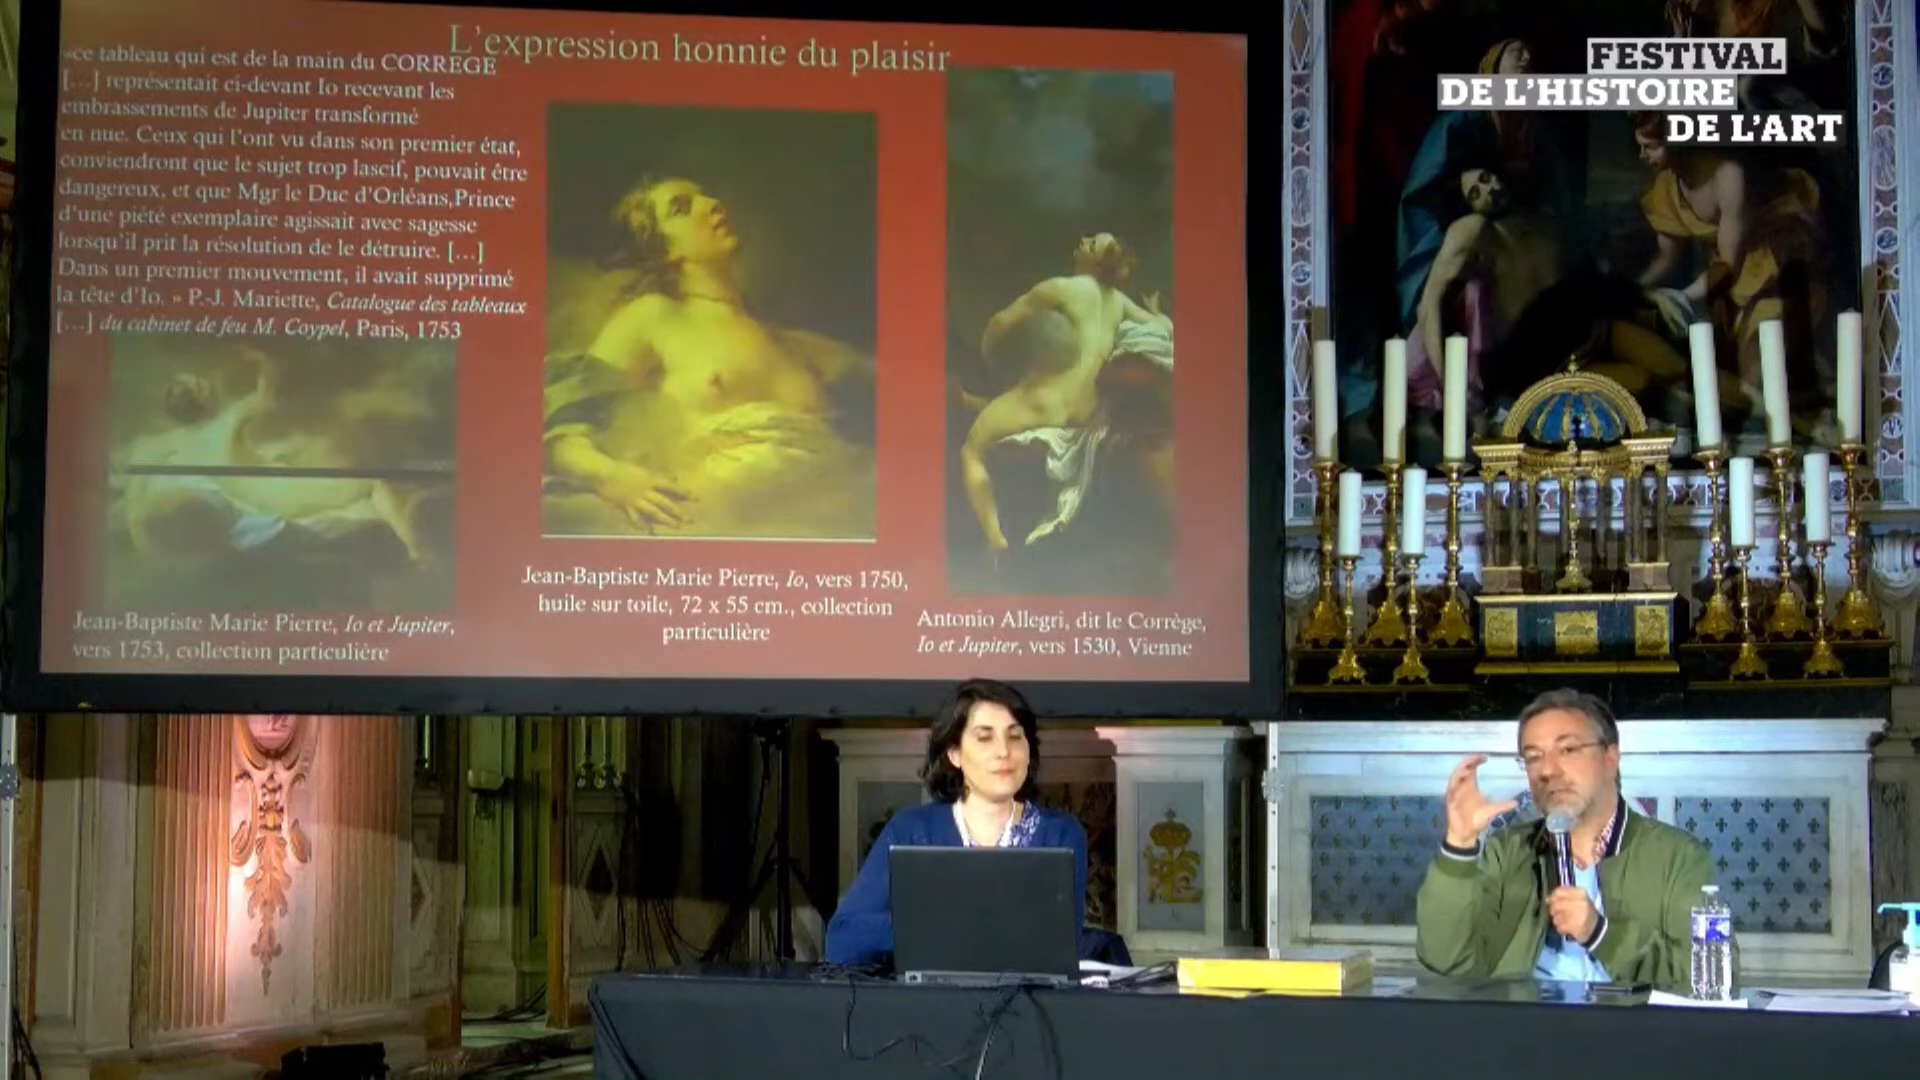 L'expression honnie du plaisir
«ce tableau qui est de la main du CORRÈGE
[…] représentait ci-devant Io recevant les
embrassements de Jupiter transformé
en nue. Ceux qui l'ont vu dans son premier état,
conviendront que le sujet trop lascif, pouvait être
dangereux, et que Mgr le Duc d'Orléans,Prince
d'une piété exemplaire agissait avec sagesse
lorsqu'il prit la résolution de le détruire. […]
Dans un premier mouvement, il avait supprimé
la tête d'Io. » P.-J. Mariette, Catalogue des tableaux
[…] du cabinet de feu M. Coypel, Paris, 1753
Jean-Baptiste Marie Pierre, Io et Jupiter,
vers 1753, collection particulière
Jean-Baptiste Marie Pierre, Io, vers 1750,
huile sur toile, 72 x 55 cm., collection
particulière
Antonio Allegri, dit le Corrège,
Io et Jupiter, vers 1530, Vienne
FESTIVAL
DE L'HISTOIRE
DE L'ART